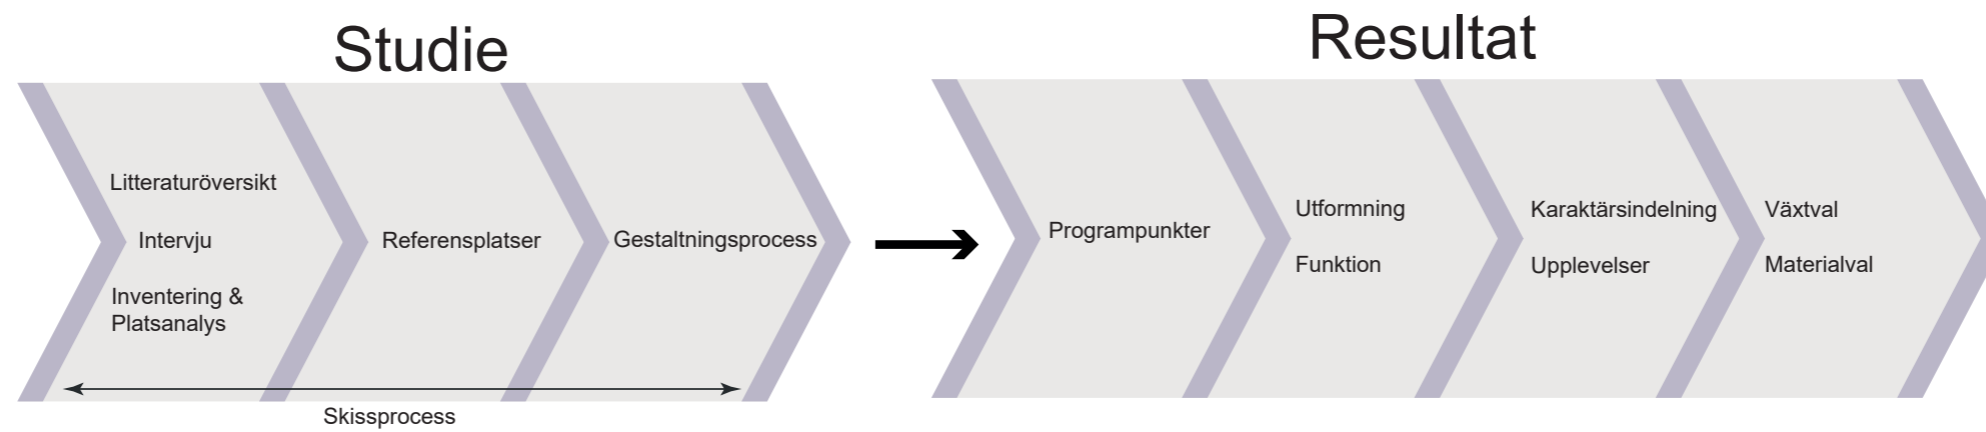 Studie
Litteraturöversikt
Intervju
Inventering &
Platsanalys
Referensplatser
Gestaltningsprocess
Skissprocess
Resultat
Programpunkter
Utformning
Funktion
Karaktärsindelning
Upplevelser
Växtval
Materialval